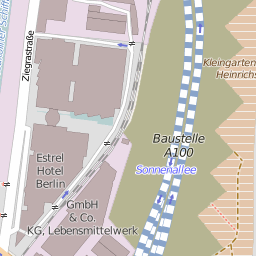 Ziegrastraße
Kleingarten
Heinrichs
Baustelle
A100
Sonnenallee
Estrel
Hotel
Berlin
GmbH
& Co.
KG, Lebensmittelwerk